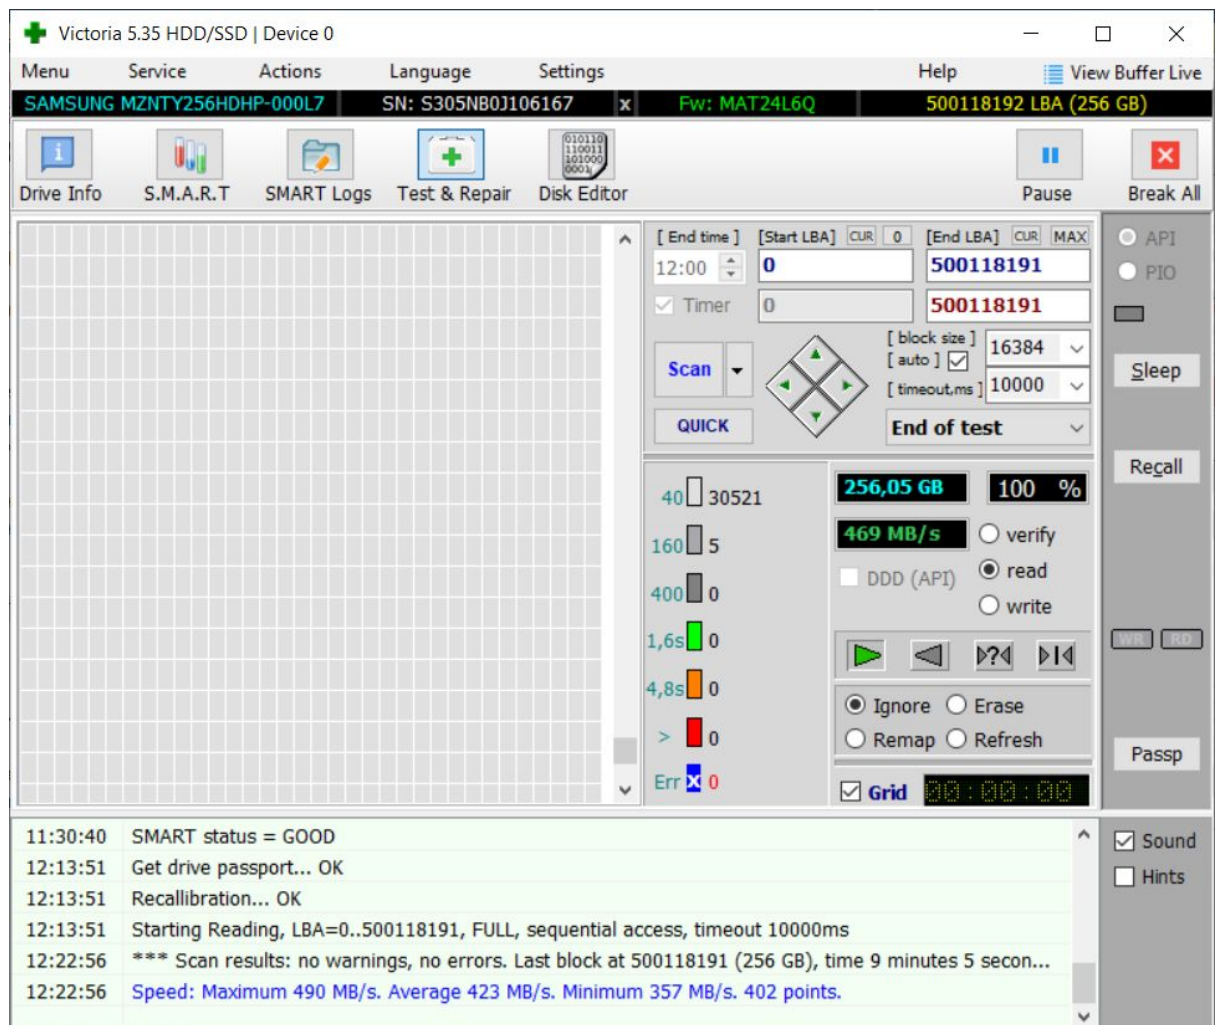 Victoria 5.35 HDD/SSD | Device 0
Menu Service Actions Language Settings Help View Buffer Live
SAMSUNG MZNTY256HDHP-000L7 SN: S305NB0J106167 x Fw: MAT24L6Q 500118192 LBA (256 GB)
Drive Info S.M.A.R.T SMART Logs Test & Repair Disk Editor Pause Break All
[ End time ] [Start LBA] CUR 0 [End LBA] CUR MAX
12:00 0 500118191
Timer 0 500118191
[ block size ] 16384
[ auto ]
[ timeout,ms ] 10000
Scan
QUICK
End of test
API
PIO
Sleep
Recall
40 30521
160 5
400 0
1,6s 0
4,8s 0
> 0
Err x 0
256,05 GB 100 %
469 MB/s verify
DDD (API) read
write
?
Ignore Erase
Remap Refresh
Grid 00:00:00
WR RD
Passp
11:30:40 SMART status = GOOD
12:13:51 Get drive passport... OK
12:13:51 Recallibration... OK
12:13:51 Starting Reading, LBA=0..500118191, FULL, sequential access, timeout 10000ms
12:22:56 *** Scan results: no warnings, no errors. Last block at 500118191 (256 GB), time 9 minutes 5 secon...
12:22:56 Speed: Maximum 490 MB/s. Average 423 MB/s. Minimum 357 MB/s. 402 points.
Sound
Hints